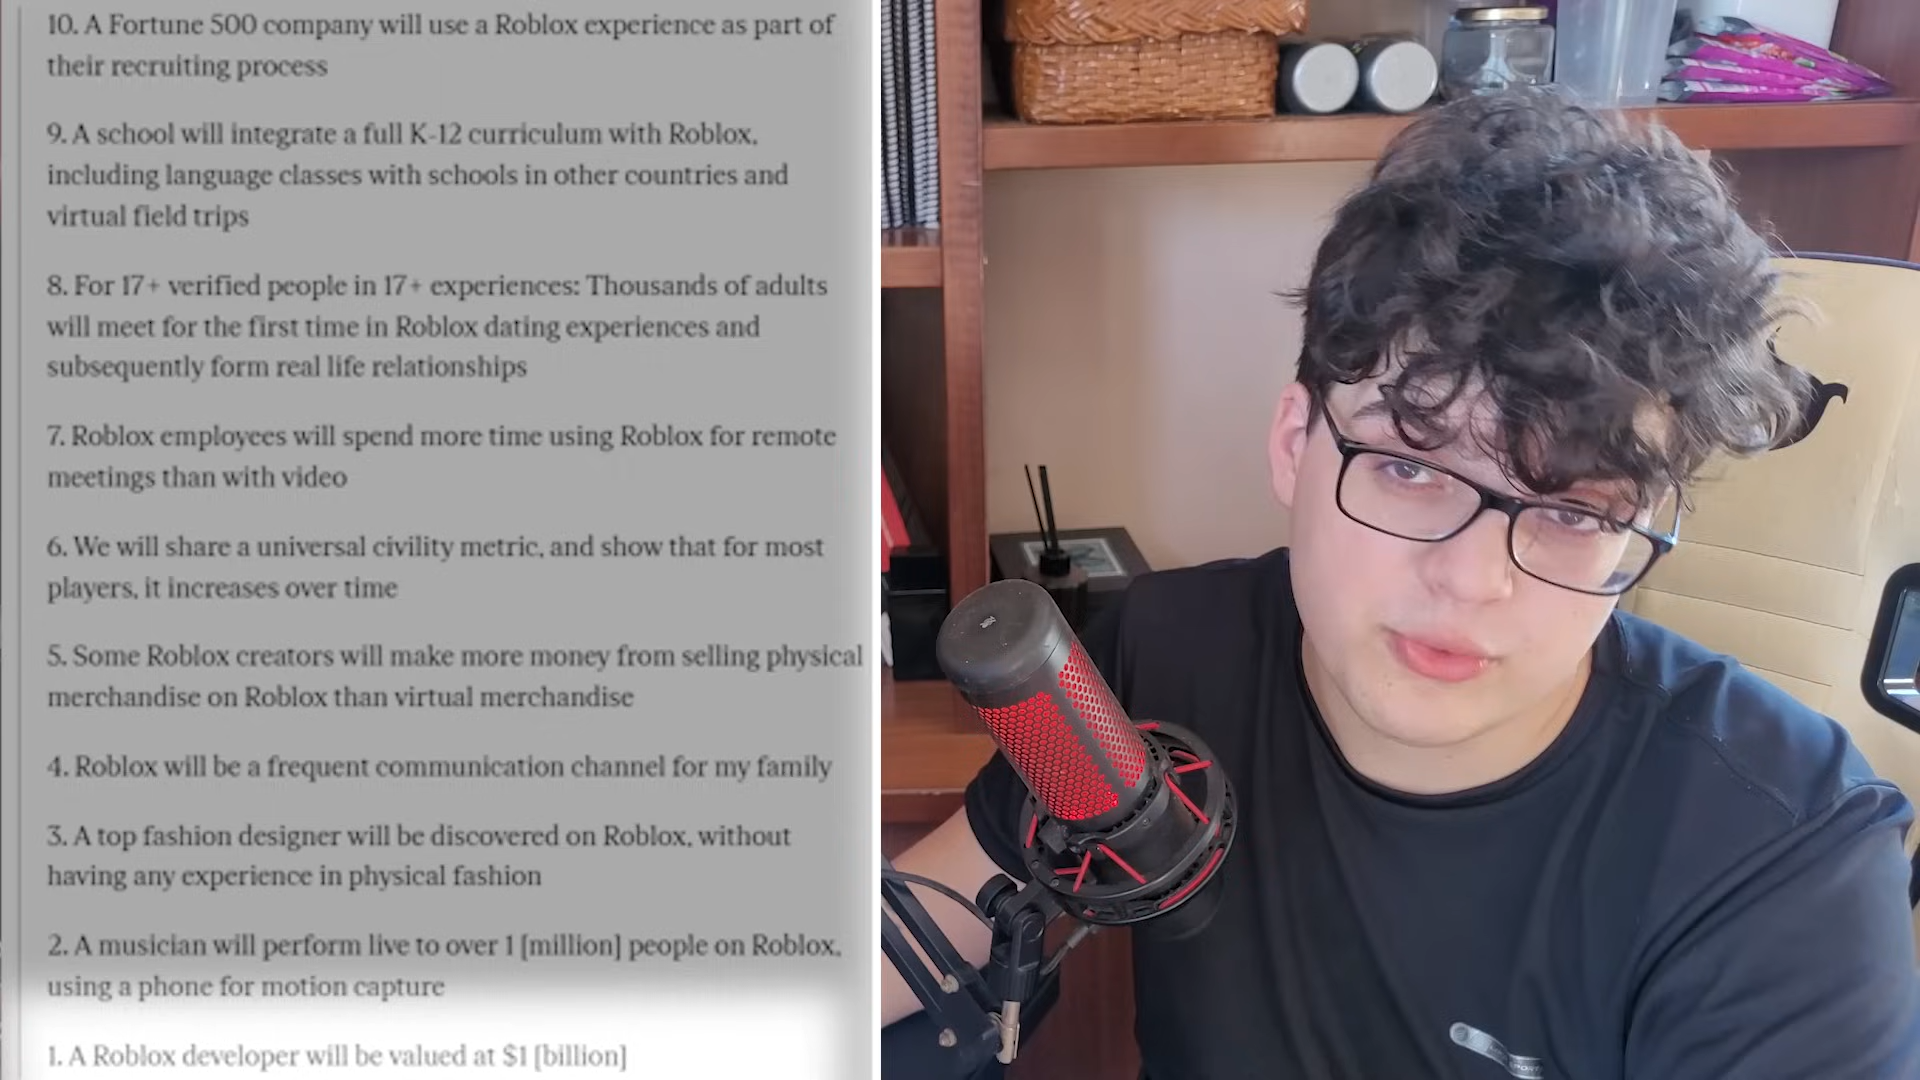 10. A Fortune 500 company will use a Roblox experience as part of
their recruiting process
9. A school will integrate a full K-12 curriculum with Roblox,
including language classes with schools in other countries and
virtual field trips
8. For 17+ verified people in 17+ experiences: Thousands of adults
will meet for the first time in Roblox dating experiences and
subsequently form real life relationships
7. Roblox employees will spend more time using Roblox for remote
meetings than with video
6. We will share a universal civility metric, and show that for most
players, it increases over time
5. Some Roblox creators will make more money from selling physical
merchandise on Roblox than virtual merchandise
4. Roblox will be a frequent communication channel for my family
3. A top fashion designer will be discovered on Roblox, without
having any experience in physical fashion
2. A musician will perform live to over 1 [million] people on Roblox,
using a phone for motion capture
1. A Roblox developer will be valued at $1 [billion]